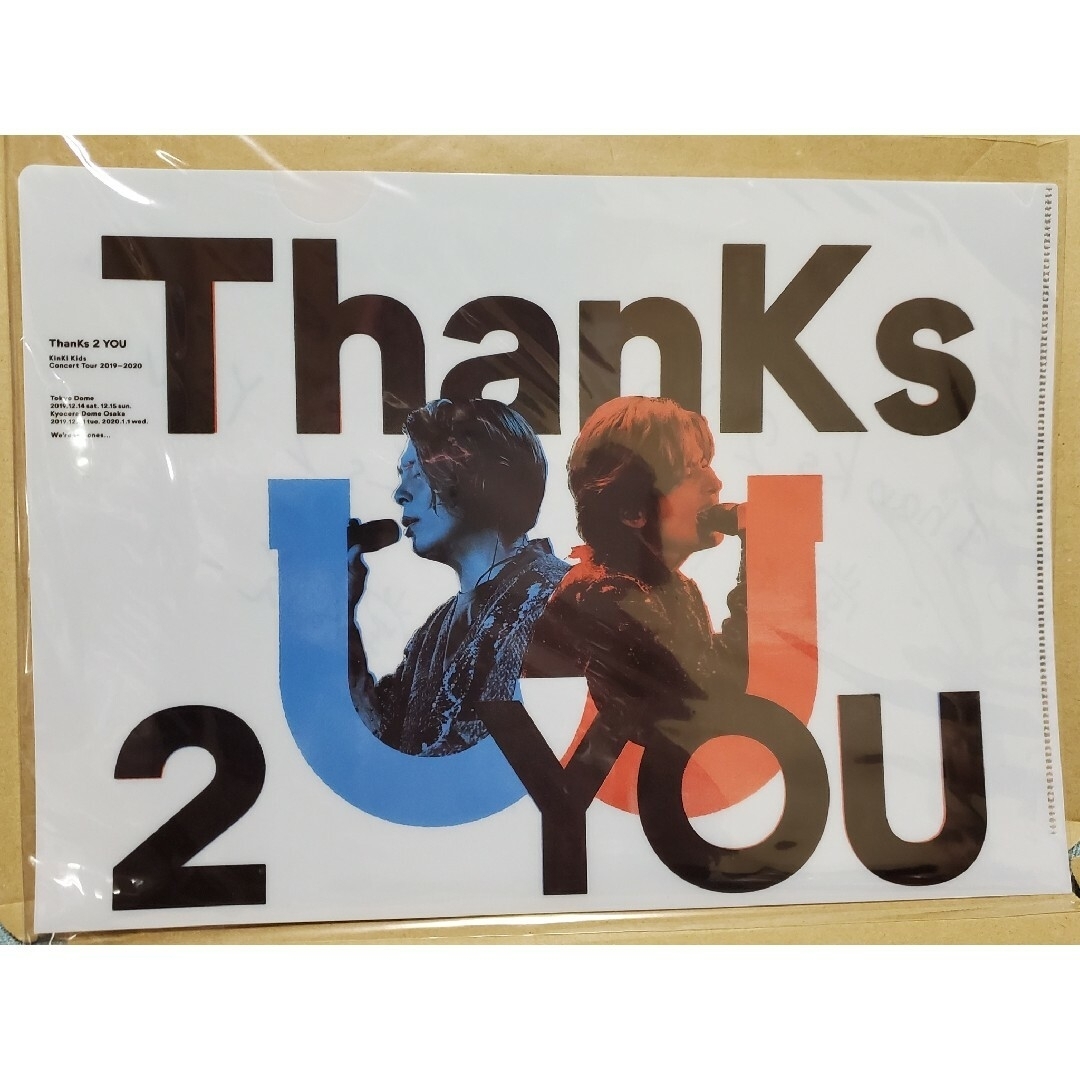 ThanKs
ThanKs 2 YOU
KinKi Kids
Concert Tour 2019-2020
Tokyo Dome
2019.12.14 sat. 12.15 sun.
Kyocera Dome Osaka
tue. 2020.1.1 wed.
2 YOU